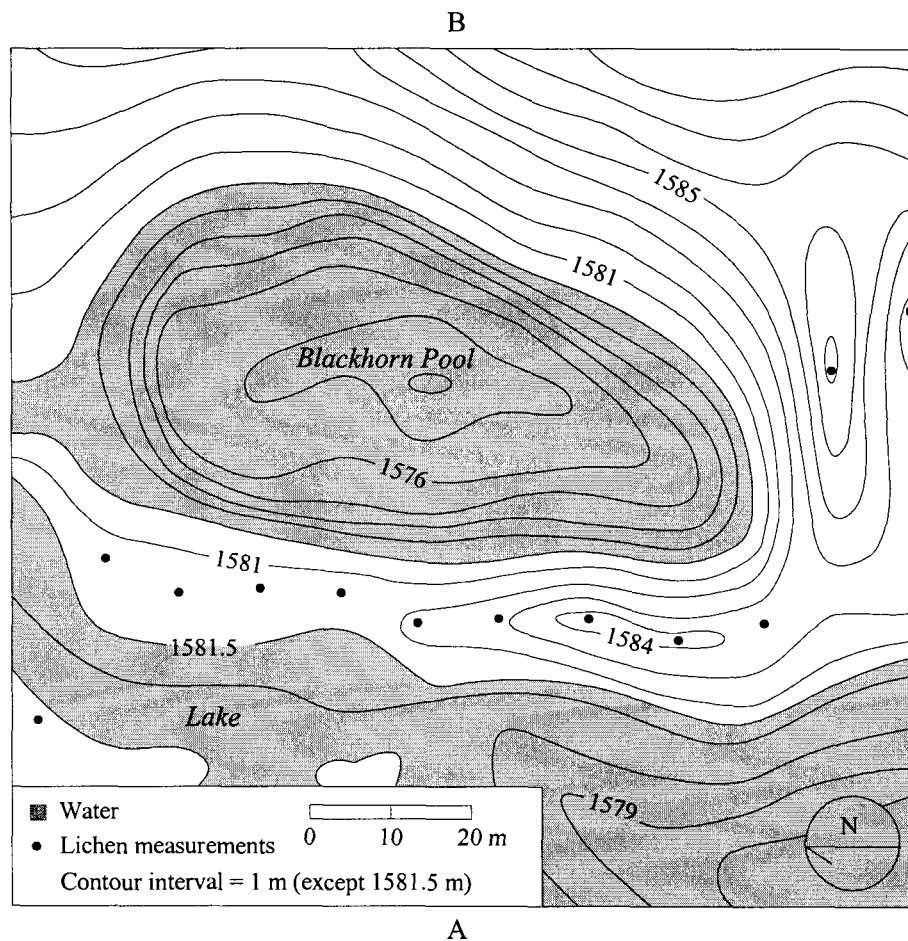 B
1585
1581
Blackhorn Pool
1576
1581
1584
1581.5
Lake
1579
Water
0 10 20 m
Lichen measurements
Contour interval = 1 m (except 1581.5 m)
N
A